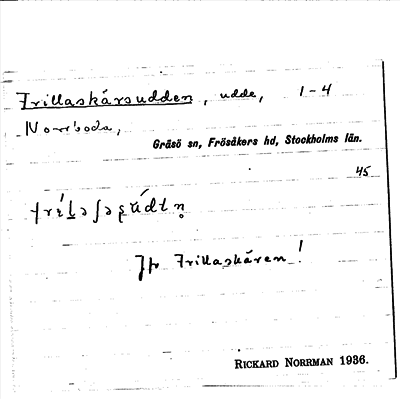 Frillaskärsudden, udde, 1-4
Norrboda,
Gräsö sn, Frösåkers hd, Stockholms län.
45
Jfr Frillaskären!
RICKARD NORRMAN 1936.